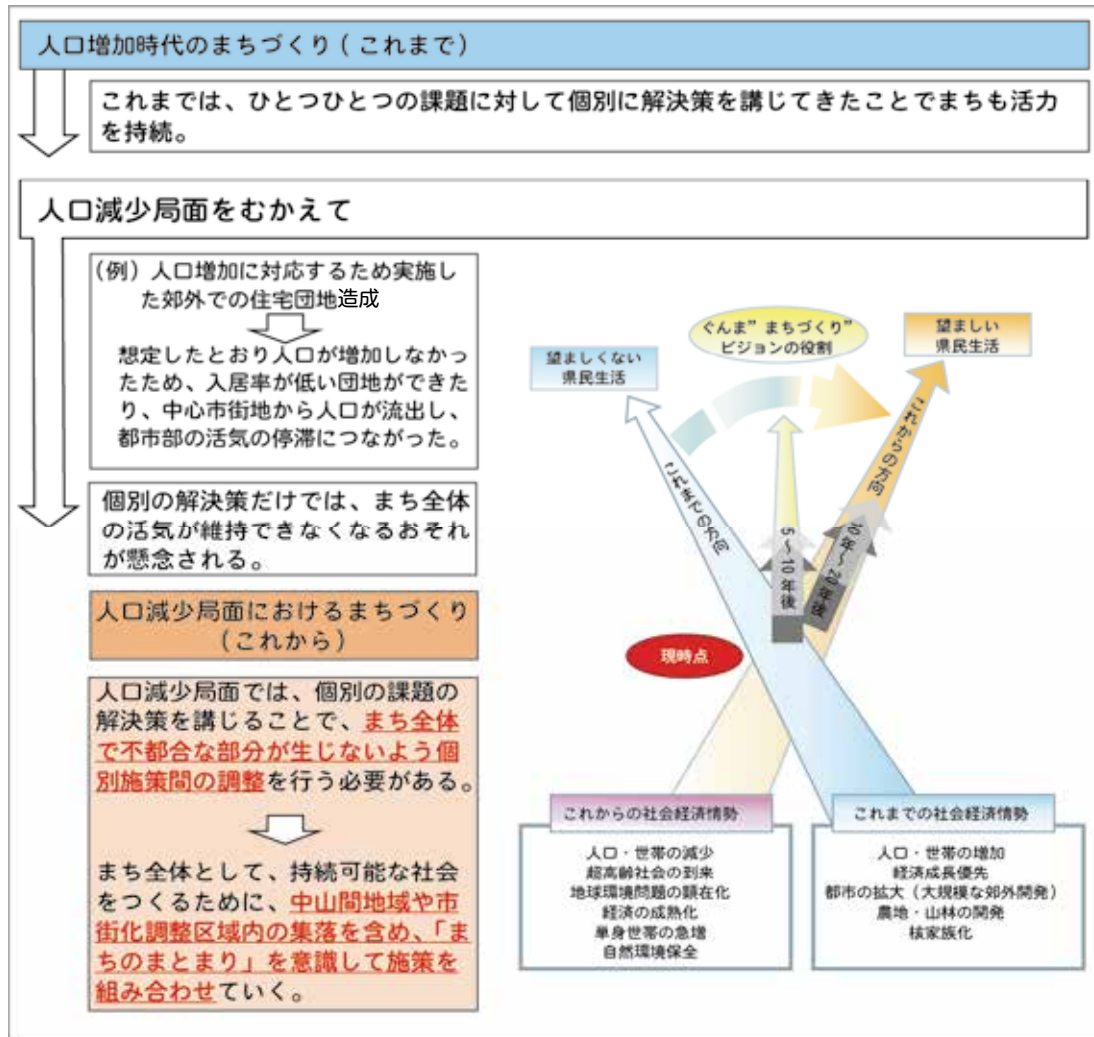 人口増加時代のまちづくり(これまで)
これまでは、ひとつひとつの課題に対して個別に解決策を講じてきたことでまちも活力
を持続。
人口減少局面をむかえて
(例)人口増加に対応するため実施し
た郊外での住宅団地造成
想定したとおり人口が増加しなかっ
たため、入居率が低い団地ができた
り、中心市街地から人口が流出し、
都市部の活気の停滞につながった。
個別の解決策だけでは、まち全体
の活気が維持できなくなるおそれ
が懸念される。
人口減少局面におけるまちづくり
(これから)
人口減少局面では、個別の課題の
解決策を講じることで、まち全体
で不都合な部分が生じないよう個
別施策間の調整を行う必要がある。
まち全体として、持続可能な社会
をつくるために、中山間地域や市
街化調整区域内の集落を含め、「ま
ちのまとまり」を意識して施策を
組み合わせていく。
ぐんま”まちづくり”
ビジョンの役割
望ましい
県民生活
望ましくない
県民生活
これからの方向
これまでの方向
5~10年後
10年~20年後
現時点
これからの社会経済情勢
人口・世帯の減少
超高齢社会の到来
地球環境問題の顕在化
経済の成熟化
単身世帯の急増
自然環境保全
これまでの社会経済情勢
人口・世帯の増加
経済成長優先
都市の拡大(大規模な郊外開発)
農地・山林の開発
核家族化